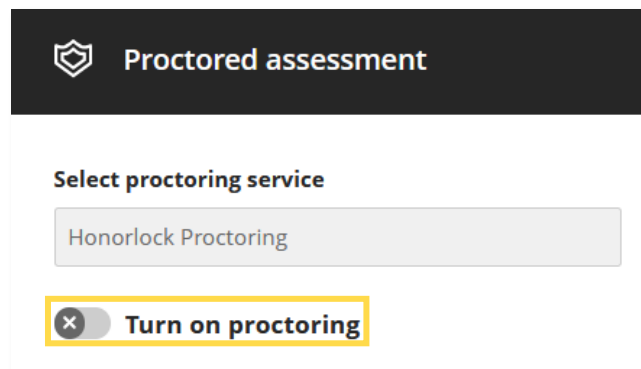 Proctored assessment
Select proctoring service
Honorlock Proctoring
Turn on proctoring